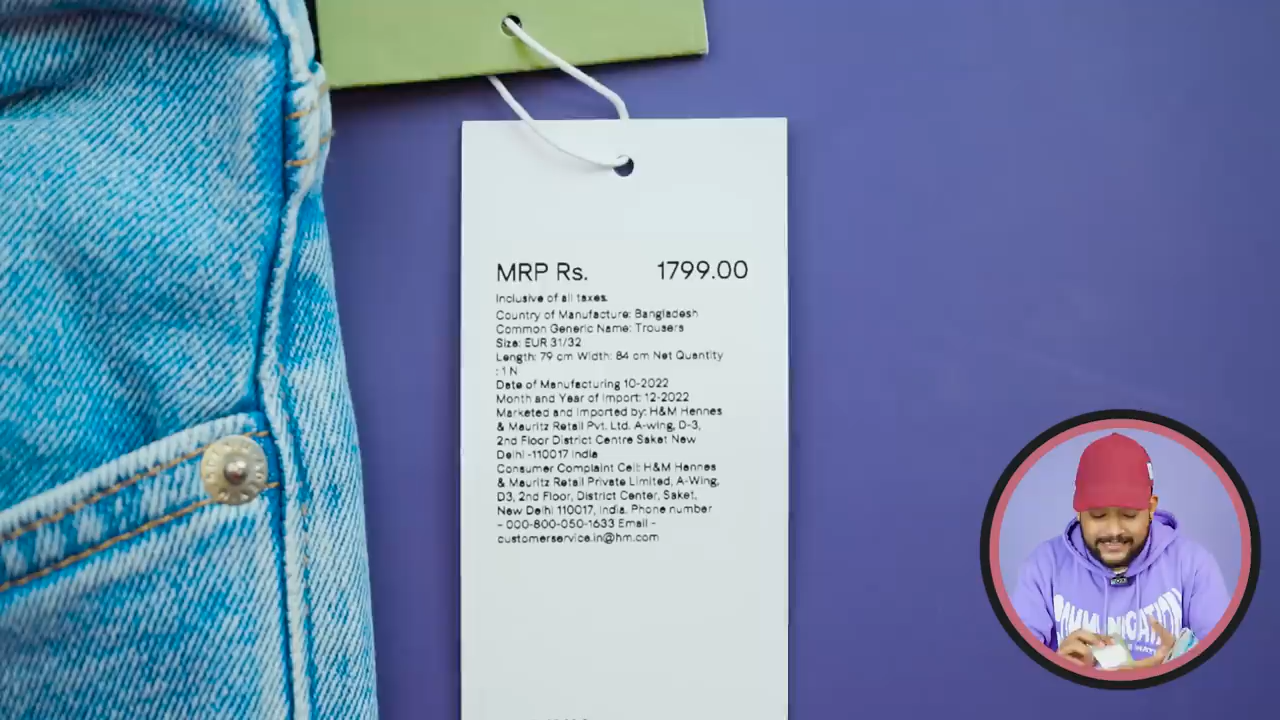 MRP Rs. 1799.00
Inclusive of all taxes.
Country of Manufacture: Bangladesh
Common Generic Name: Trousers
Size: EUR 31/32
Length: 79 cm Width: 84 cm Net Quantity
: 1 N
Date of Manufacturing 10-2022
Month and Year of Import: 12-2022
Marketed and Imported by: H&M Hennes
& Mauritz Retail Pvt. Ltd. A-wing, D-3,
2nd Floor District Centre Saket New
Delhi -110017 India
Consumer Complaint Cell: H&M Hennes
& Mauritz Retail Private Limited, A-Wing,
D3, 2nd Floor, District Center, Saket,
New Delhi 110017, India. Phone number
- 000-800-050-1633 Email -
customerservice.in@hm.com
COMMUNICATION